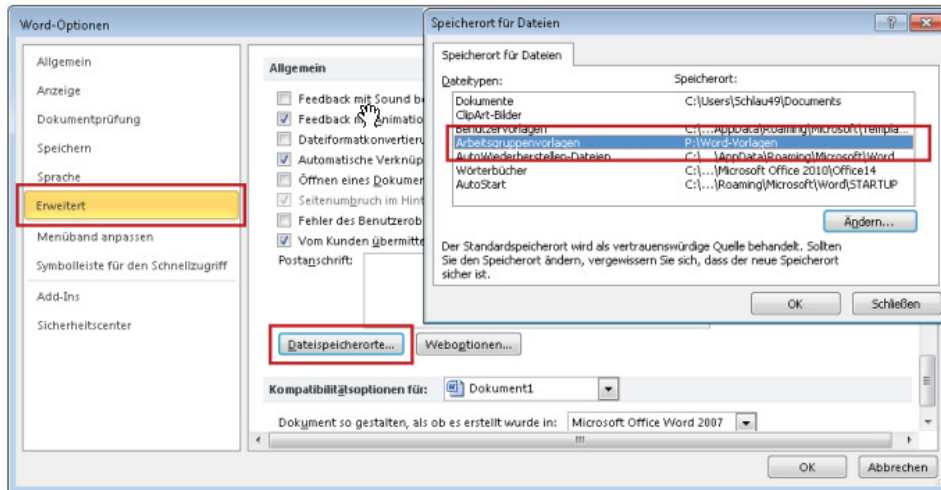 Word-Optionen
Allgemein
Anzeige
Dokumentprüfung
Speichern
Sprache
Erweitert
Menüband anpassen
Symbolleiste für den Schnellzugriff
Add-Ins
Sicherheitscenter
Allgemein
Feedback mit Sound be
Feedback mit Animatio
Dateiformatkonvertieru
Automatische Verknüp
Öffnen eines Dokumer
Seitenumbruch im Hint
Fehler des Benutzerob
Vom Kunden übermitte
Postanschrift:
Dateispeicherorte...
Weboptionen...
Kompatibilitätsoptionen für:
Dokument1
Dokument so gestalten, als ob es erstellt wurde in:
Microsoft Office Word 2007
OK
Abbrechen
Speicherort für Dateien
Speicherort für Dateien
Dateitypen:
Speicherort:
Dokumente C:\Users\Schlau49\Documents
ClipArt-Bilder
Benutzervorlagen C:\...AppData\Roaming\Microsoft\Templa...
Arbeitsgruppenvorlagen P:\Word-Vorlagen
AutoWiederherstellen-Dateien C:\...\AppData\Roaming\Microsoft\Word
Wörterbücher C:\...\Microsoft Office 2010\Office14
AutoStart C:\...\Roaming\Microsoft\Word\STARTUP
Ändern...
Der Standardspeicherort wird als vertrauenswürdige Quelle behandelt. Sollten
Sie den Speicherort ändern, vergewissern Sie sich, dass der neue Speicherort
sicher ist.
OK
Schließen